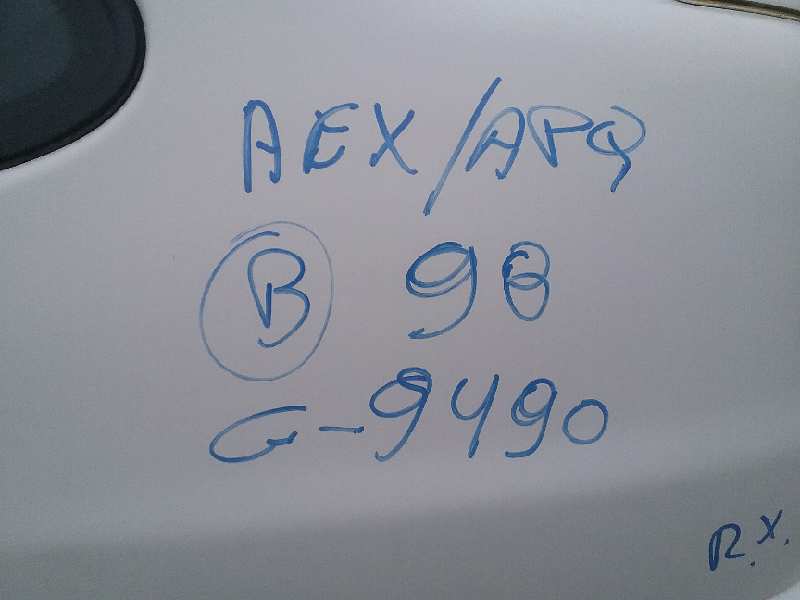 AEX/APQ
B 98
G-9490
R.X.